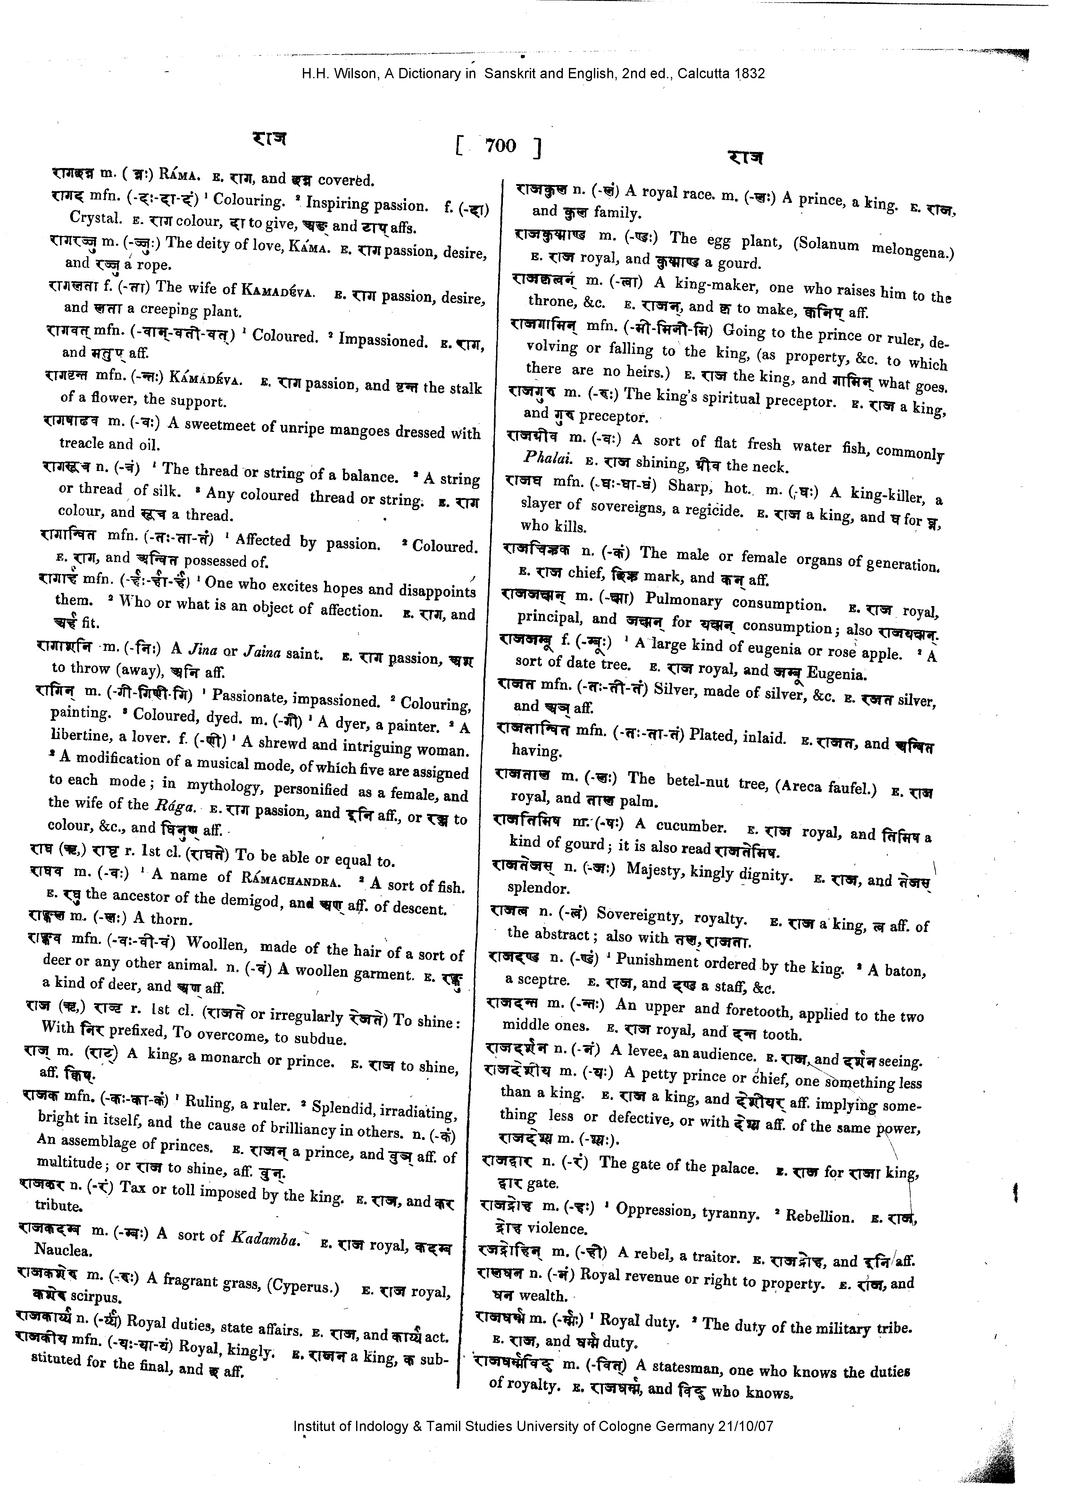 H.H. Wilson, A Dictionary in Sanskrit and English, 2nd ed., Calcutta 1832
राज
[ 700 ]
राज
रागछन्न m. ( न्नः) RÁMA. E. राग, and छन्न covered.
रागद mfn. (-दः-दा-दं) ¹ Colouring. ² Inspiring passion. f. (-दा)
Crystal. E. राग colour, दा to give, अङ् and टाप् affs.
रागरज्जु m. (-ज्जुः) The deity of love, KÁMA. E. राग passion, desire,
and रज्जु a rope.
रागलता f. (-ता) The wife of KAMADÉVA. E. राग passion, desire,
and लता a creeping plant.
रागवत् mfn. (-वान्-वती-वत्) ¹ Coloured. ² Impassioned. E. राग,
and मतुप् aff.
रागवृन्त mfn. (-न्तः) KÁMADÉVA. E. राग passion, and वृन्त the stalk
of a flower, the support.
रागषाढव m. (-वः) A sweetmeet of unripe mangoes dressed with
treacle and oil.
रागसूत्र n. (-त्रं) ¹ The thread or string of a balance. ² A string
or thread of silk. ³ Any coloured thread or string. E. राग
colour, and सूत्र a thread.
रागान्वित mfn. (-तः-ता-तं) ¹ Affected by passion. ² Coloured.
E. राग, and अन्वित possessed of.
रागार्ह mfn. (-र्हः-र्हा-र्हं) ¹ One who excites hopes and disappoints
them. ² Who or what is an object of affection. E. राग, and
अर्ह fit.
रागाशनि m. (-निः) A Jina or Jaina saint. E. राग passion, अश
to throw (away), अनि aff.
रागिन् m. (-गी-गिणी-गि) ¹ Passionate, impassioned. ² Colouring,
painting. ³ Coloured, dyed. m. (-गी) ¹ A dyer, a painter. ² A
libertine, a lover. f. (-णी) ¹ A shrewd and intriguing woman.
² A modification of a musical mode, of which five are assigned
to each mode; in mythology, personified as a female, and
the wife of the Rága. E. राग passion, and इनि aff., or रञ्ज to
colour, &c., and घिनुण् aff.
राघ (ऋ,) राघृ r. 1st cl. (राघते) To be able or equal to.
राघव m. (-वः) ¹ A name of RÁMACHANDRA. ² A sort of fish.
E. रघु the ancestor of the demigod, and अण् aff. of descent.
राङ्कल m. (-लः) A thorn.
राङ्कव mfn. (-वः-वी-वं) Woollen, made of the hair of a sort of
deer or any other animal. n. (-वं) A woollen garment. E. रङ्कु
a kind of deer, and अण् aff.
राज (ऋ,) राजृ r. 1st cl. (राजते or irregularly रेजते) To shine:
With निर् prefixed, To overcome, to subdue.
राज् m. (राट्) A king, a monarch or prince. E. राज to shine,
aff. क्विप्.
राजक mfn. (-कः-का-कं) ¹ Ruling, a ruler. ² Splendid, irradiating,
bright in itself, and the cause of brilliancy in others. n. (-कं)
An assemblage of princes. E. राजन् a prince, and वुञ् aff. of
multitude; or राज to shine, aff. वुन्.
राजकर n. (-रं) Tax or toll imposed by the king. E. राज, and कर
tribute.
राजकदम्ब m. (-म्बः) A sort of Kadamba. E. राज royal, कदम्ब
Nauclea.
राजकशेरु m. (-रुः) A fragrant grass, (Cyperus.) E. राज royal,
कशेरु scirpus.
राजकार्य्य n. (-र्य्यं) Royal duties, state affairs. E. राज, and कार्य्य act.
राजकीय mfn. (-यः-या-यं) Royal, kingly. E. राजन a king, क sub-
stituted for the final, and छ aff.
राजकुल n. (-लं) A royal race. m. (-लः) A prince, a king. E. राज,
and कुल family.
राजकुष्माण्ड m. (-ण्डः) The egg plant, (Solanum melongena.)
E. राज royal, and कुष्माण्ड a gourd.
राजकृत्वन् m. (-त्वा) A king-maker, one who raises him to the
throne, &c. E. राजन्, and कृ to make, क्वनिप् aff.
राजगामिन् mfn. (-मी-मिनी-मि) Going to the prince or ruler, de-
volving or falling to the king, (as property, &c. to which
there are no heirs.) E. राज the king, and गामिन् what goes.
राजगुरु m. (-रुः) The king's spiritual preceptor. E. राज a king,
and गुरु preceptor.
राजग्रीव m. (-वः) A sort of flat fresh water fish, commonly
Phalai. E. राज shining, ग्रीव the neck.
राजघ mfn. (-घः-घा-घं) Sharp, hot. m. (-घः) A king-killer, a
slayer of sovereigns, a regicide. E. राज a king, and घ for घ्न,
who kills.
राजचिह्नक n. (-कं) The male or female organs of generation.
E. राज chief, चिह्न mark, and कन् aff.
राजजक्ष्मन् m. (-क्ष्मा) Pulmonary consumption. E. राज royal,
principal, and जक्ष्मन् for यक्ष्मन् consumption; also राजयक्ष्मन्.
राजजम्बू f. (-म्बूः) ¹ A large kind of eugenia or rose apple. ² A
sort of date tree. E. राज royal, and जम्बू Eugenia.
राजत mfn. (-तः-ती-तं) Silver, made of silver, &c. E. रजत silver,
and अञ् aff.
राजतान्वित mfn. (-तः-ता-तं) Plated, inlaid. E. राजत, and अन्वित
having.
राजताल m. (-लः) The betel-nut tree, (Areca faufel.) E. राज
royal, and ताल palm.
राजतिमिष m. (-षः) A cucumber. E. राज royal, and तिमिष a
kind of gourd; it is also read राजतेमिष.
राजतेजस् n. (-जः) Majesty, kingly dignity. E. राज, and तेजस्
splendor.
राजत्व n. (-त्वं) Sovereignty, royalty. E. राज a king, त्व aff. of
the abstract; also with तल्, राजता.
राजदण्ड n. (-ण्डं) ¹ Punishment ordered by the king. ² A baton,
a sceptre. E. राज, and दण्ड a staff, &c.
राजदन्त m. (-न्तः) An upper and foretooth, applied to the two
middle ones. E. राज royal, and दन्त tooth.
राजदर्शन n. (-नं) A levee, an audience. E. राज, and दर्शन seeing.
राजदेशीय m. (-यः) A petty prince or chief, one something less
than a king. E. राज a king, and देशीयर् aff. implying some-
thing less or defective, or with देश्य aff. of the same power,
राजदेश्य m. (-श्यः).
राजद्वार n. (-रं) The gate of the palace. E. राज for राजा king,
द्वार gate.
राजद्रोह m. (-हः) ¹ Oppression, tyranny. ² Rebellion. E. राज,
द्रोह violence.
रजद्रोहिन् m. (-ही) A rebel, a traitor. E. राजद्रोह, and इनि aff.
राजधन n. (-नं) Royal revenue or right to property. E. राज, and
धन wealth.
राजधर्म्म m. (-र्म्मः) ¹ Royal duty. ² The duty of the military tribe.
E. राज, and धर्म्म duty.
राजधर्म्मविदु m. (-वित्) A statesman, one who knows the duties
of royalty. E. राजधर्म्म, and विदु who knows.
Institut of Indology & Tamil Studies University of Cologne Germany 21/10/07